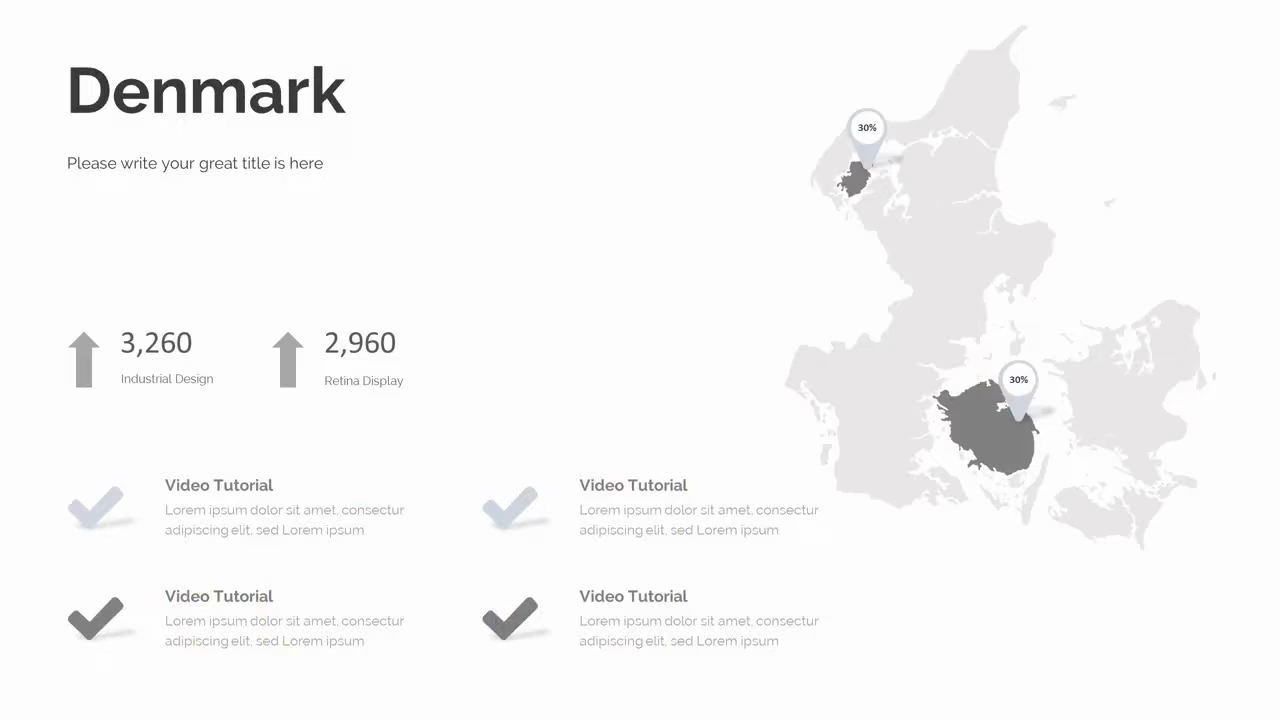 Denmark
Please write your great title is here
30%
3,260
Industrial Design
2,960
Retina Display
30%
Video Tutorial
Lorem ipsum dolor sit amet, consectur
adipiscing elit, sed Lorem ipsum
Video Tutorial
Lorem ipsum dolor sit amet, consectur
adipiscing elit, sed Lorem ipsum
Video Tutorial
Lorem ipsum dolor sit amet, consectur
adipiscing elit, sed Lorem ipsum
Video Tutorial
Lorem ipsum dolor sit amet, consectur
adipiscing elit, sed Lorem ipsum